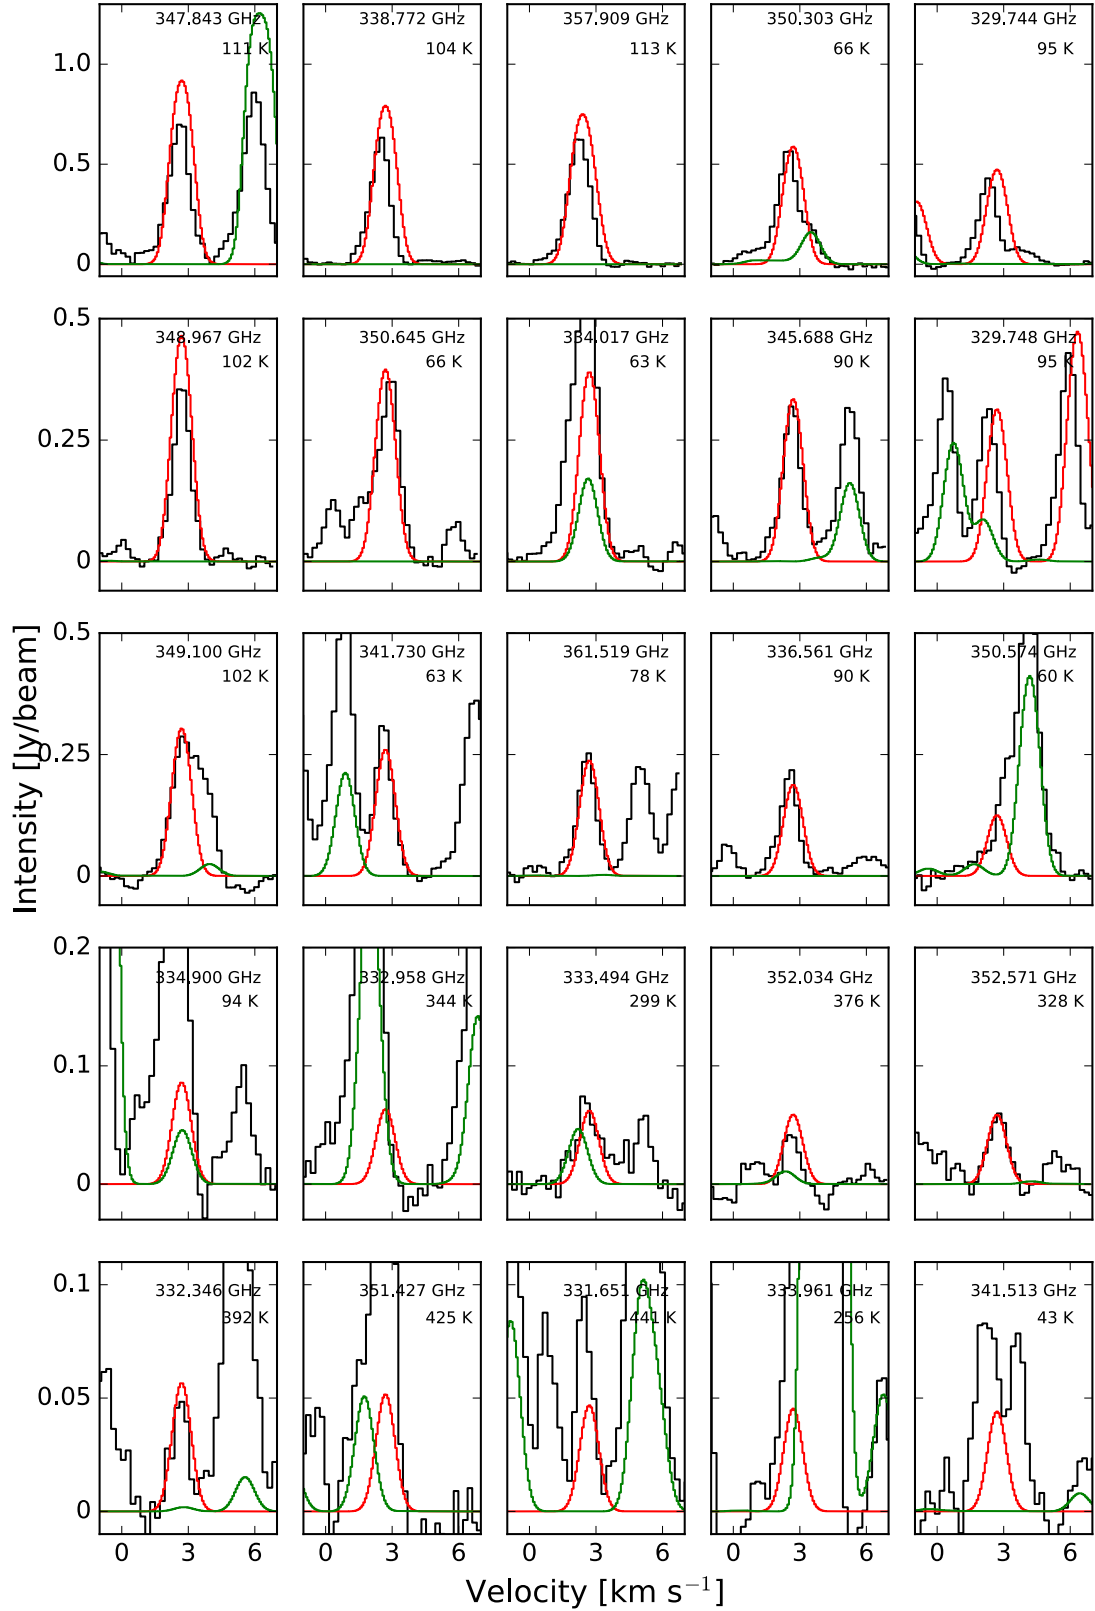 347.843 GHz
111 K
338.772 GHz
104 K
357.909 GHz
113 K
350.303 GHz
66 K
329.744 GHz
95 K
1.0
0.5
0
348.967 GHz
102 K
350.645 GHz
66 K
334.017 GHz
63 K
345.688 GHz
90 K
329.748 GHz
95 K
0.5
0.25
0
349.100 GHz
102 K
341.730 GHz
63 K
361.519 GHz
78 K
336.561 GHz
90 K
350.574 GHz
60 K
0.5
0.25
0
Intensity [Jy/beam]
334.900 GHz
94 K
332.958 GHz
344 K
333.494 GHz
299 K
352.034 GHz
376 K
352.571 GHz
328 K
0.2
0.1
0
332.346 GHz
392 K
351.427 GHz
425 K
331.651 GHz
441 K
333.961 GHz
256 K
341.513 GHz
43 K
0.1
0.05
0
0 3 6 0 3 6 0 3 6 0 3 6 0 3 6
Velocity [km s⁻¹]